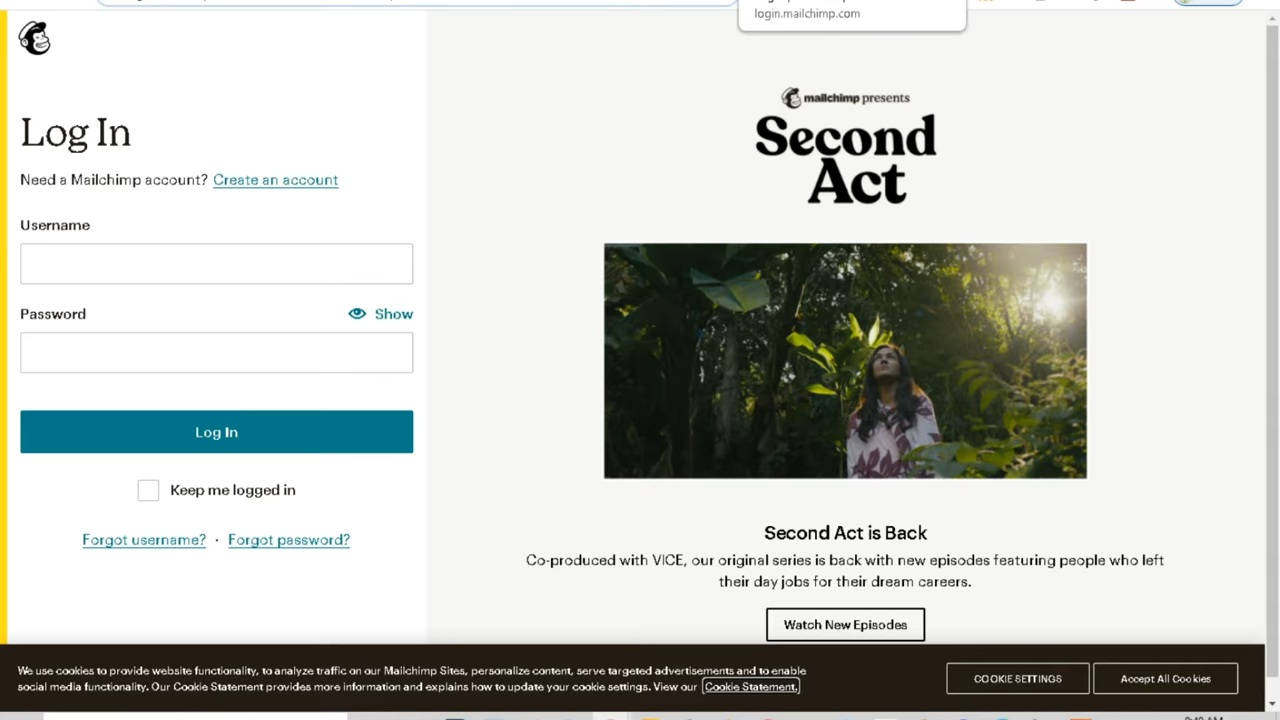 login.mailchimp.com
Log In
Need a Mailchimp account? Create an account
Username
Password
Show
Log In
Keep me logged in
Forgot username? · Forgot password?
mailchimp presents
Second
Act
Second Act is Back
Co-produced with VICE, our original series is back with new episodes featuring people who left
their day jobs for their dream careers.
Watch New Episodes
We use cookies to provide website functionality, to analyze traffic on our Mailchimp Sites, personalize content, serve targeted advertisements and to enable
social media functionality. Our Cookie Statement provides more information and explains how to update your cookie settings. View our Cookie Statement.
COOKIE SETTINGS
Accept All Cookies